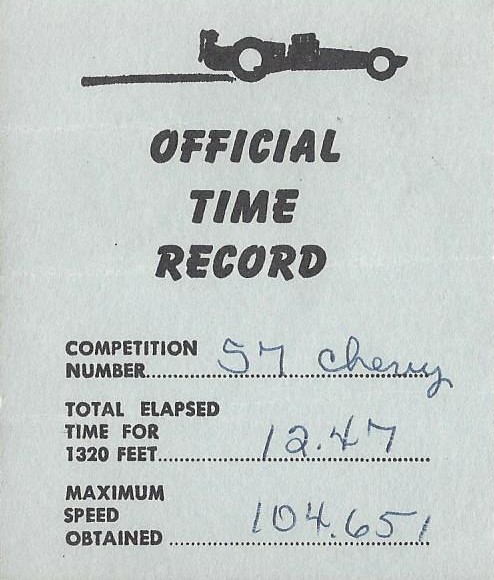 OFFICIAL
TIME
RECORD
COMPETITION
NUMBER.......... 57 Chevy
TOTAL ELAPSED
TIME FOR
1320 FEET.......... 12.47
MAXIMUM
SPEED
OBTAINED .......... 104.651